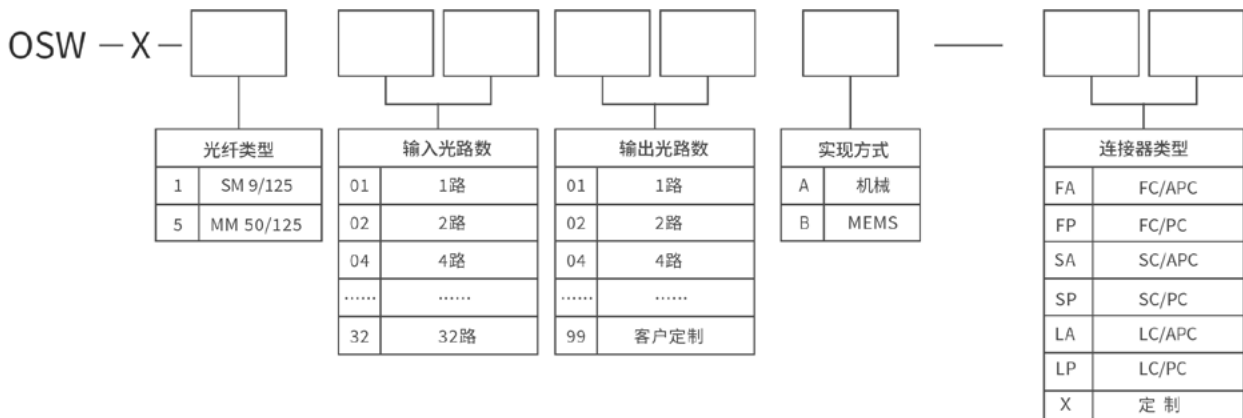 OSW — X —
光纤类型
1 SM 9/125
5 MM 50/125
输入光路数
01 1路
02 2路
04 4路
...... ......
32 32路
输出光路数
01 1路
02 2路
04 4路
...... ......
99 客户定制
实现方式
A 机械
B MEMS
连接器类型
FA FC/APC
FP FC/PC
SA SC/APC
SP SC/PC
LA LC/APC
LP LC/PC
X 定 制